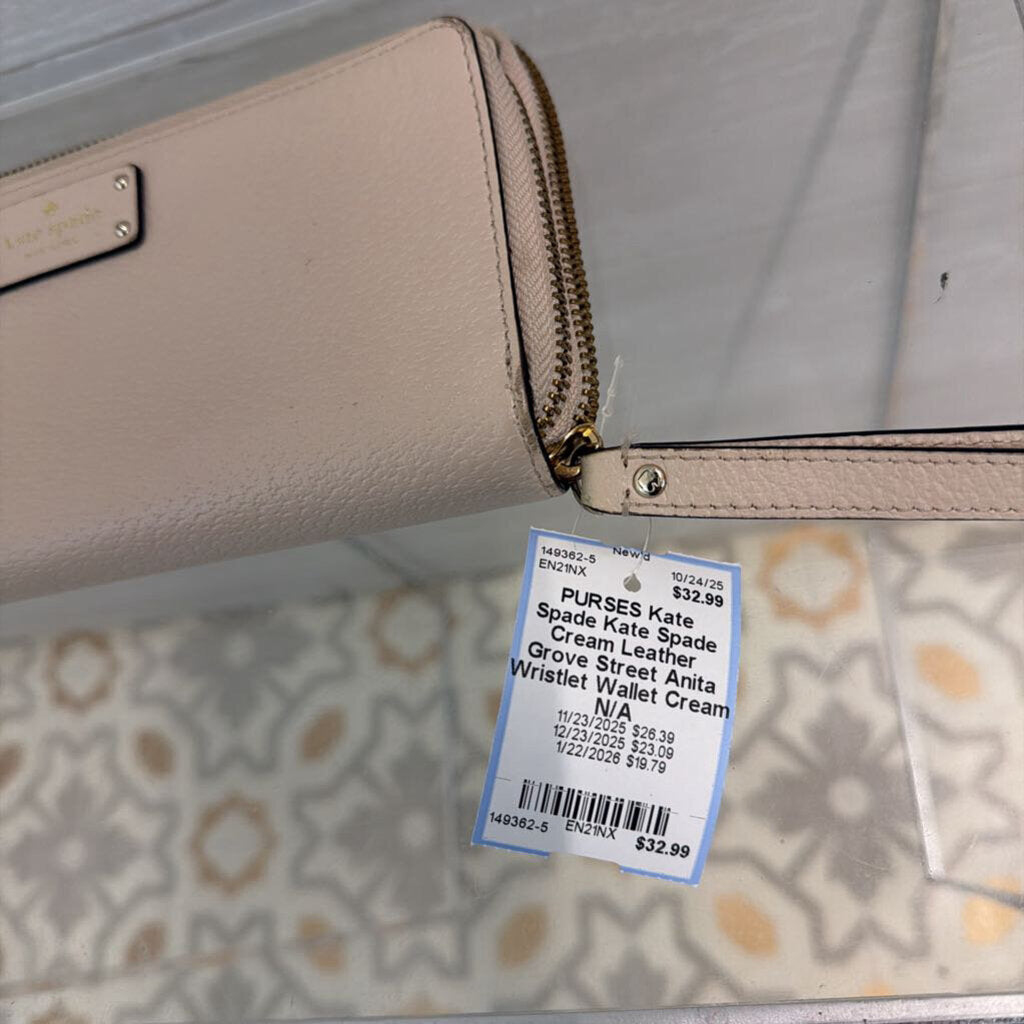 kate spade
NEW YORK
149362-5 New'd
EN21NX 10/24/25
$32.99
PURSES Kate
Spade Kate Spade
Cream Leather
Grove Street Anita
Wristlet Wallet Cream
N/A
11/23/2025 $26.39
12/23/2025 $23.09
1/22/2026 $19.79
149362-5 EN21NX $32.99